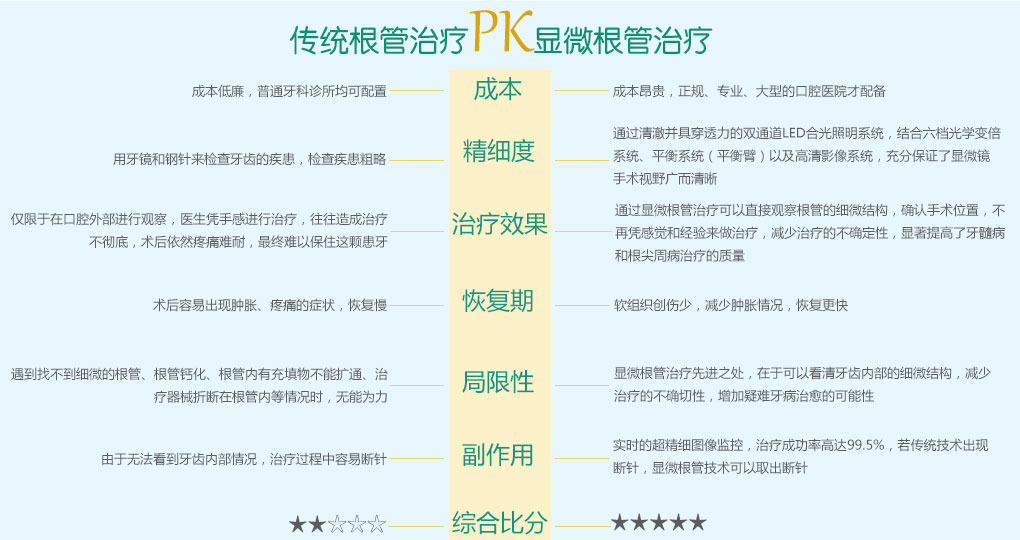 传统根管治疗PK显微根管治疗
成本低廉，普通牙科诊所均可配置
成本
成本昂贵，正规、专业、大型的口腔医院才配备
用牙镜和钢针来检查牙齿的疾患，检查疾患粗略
精细度
通过清澈并具穿透力的双通道LED合光照明系统，结合六档光学变倍
系统、平衡系统（平衡臂）以及高清影像系统，充分保证了显微镜
手术视野广而清晰
仅限于在口腔外部进行观察，医生凭手感进行治疗，往往造成治疗
不彻底，术后依然疼痛难耐，最终难以保住这颗患牙
治疗效果
通过显微根管治疗可以直接观察根管的细微结构，确认手术位置，不
再凭感觉和经验来做治疗，减少治疗的不确定性，显著提高了牙髓病
和根尖周病治疗的质量
术后容易出现肿胀、疼痛的症状，恢复慢
恢复期
软组织创伤少，减少肿胀情况，恢复更快
遇到找不到细微的根管、根管钙化、根管内有充填物不能扩通、治
疗器械折断在根管内等情况时，无能为力
局限性
显微根管治疗先进之处，在于可以看清牙齿内部的细微结构，减少
治疗的不确切性，增加疑难牙病治愈的可能性
由于无法看到牙齿内部情况，治疗过程中容易断针
副作用
实时的超精细图像监控，治疗成功率高达99.5%，若传统技术出现
断针，显微根管技术可以取出断针
★★☆☆☆
综合比分
★★★★★